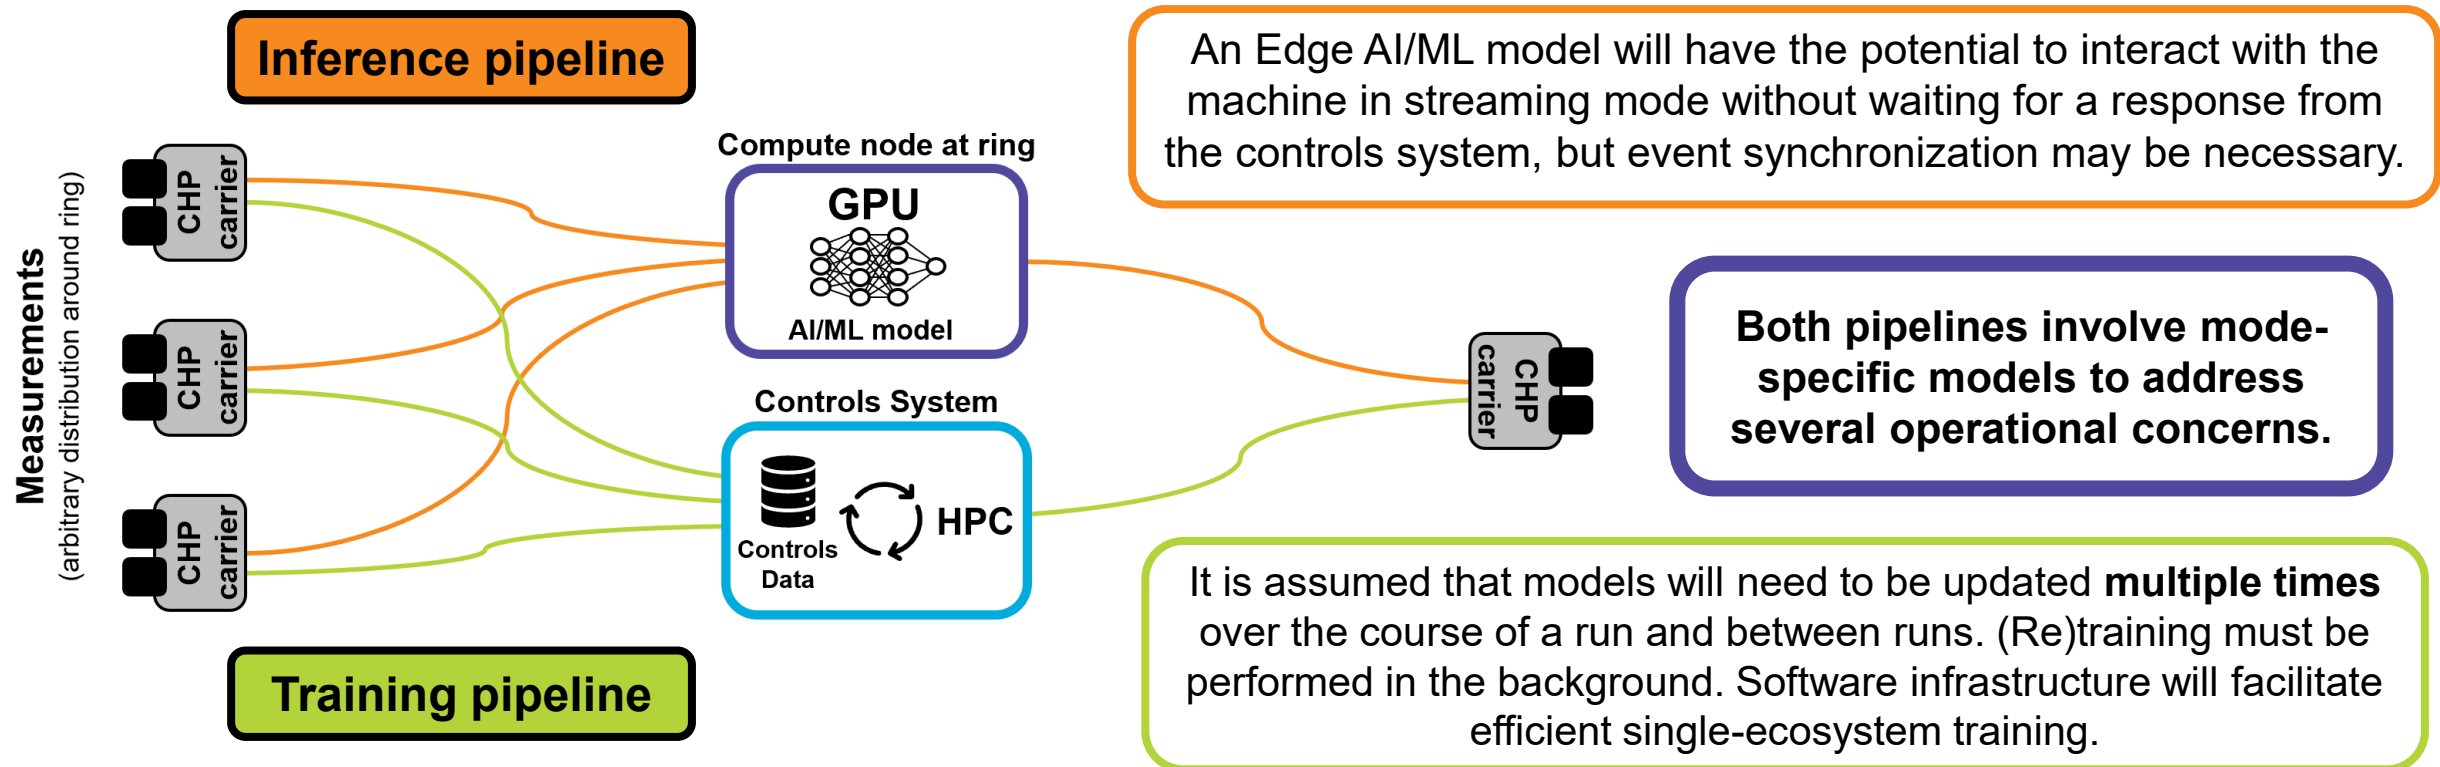 Inference pipeline
An Edge AI/ML model will have the potential to interact with the
machine in streaming mode without waiting for a response from
the controls system, but event synchronization may be necessary.
Measurements
(arbitrary distribution around ring)
CHP
carrier
CHP
carrier
CHP
carrier
Compute node at ring
GPU
AI/ML model
Controls System
Controls
Data
HPC
CHP
carrier
Both pipelines involve mode-
specific models to address
several operational concerns.
Training pipeline
It is assumed that models will need to be updated multiple times
over the course of a run and between runs. (Re)training must be
performed in the background. Software infrastructure will facilitate
efficient single-ecosystem training.